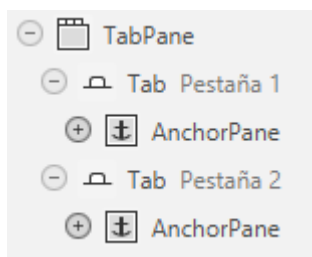 TabPane
Tab Pestaña 1
AnchorPane
Tab Pestaña 2
AnchorPane